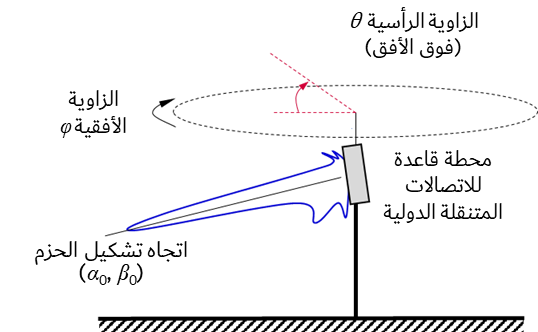 الزاوية الرأسية θ
(فوق الأفق)
الزاوية
الأفقية φ
محطة قاعدة
للاتصالات
المتنقلة الدولية
اتجاه تشكيل الحزم
(α0, β0)